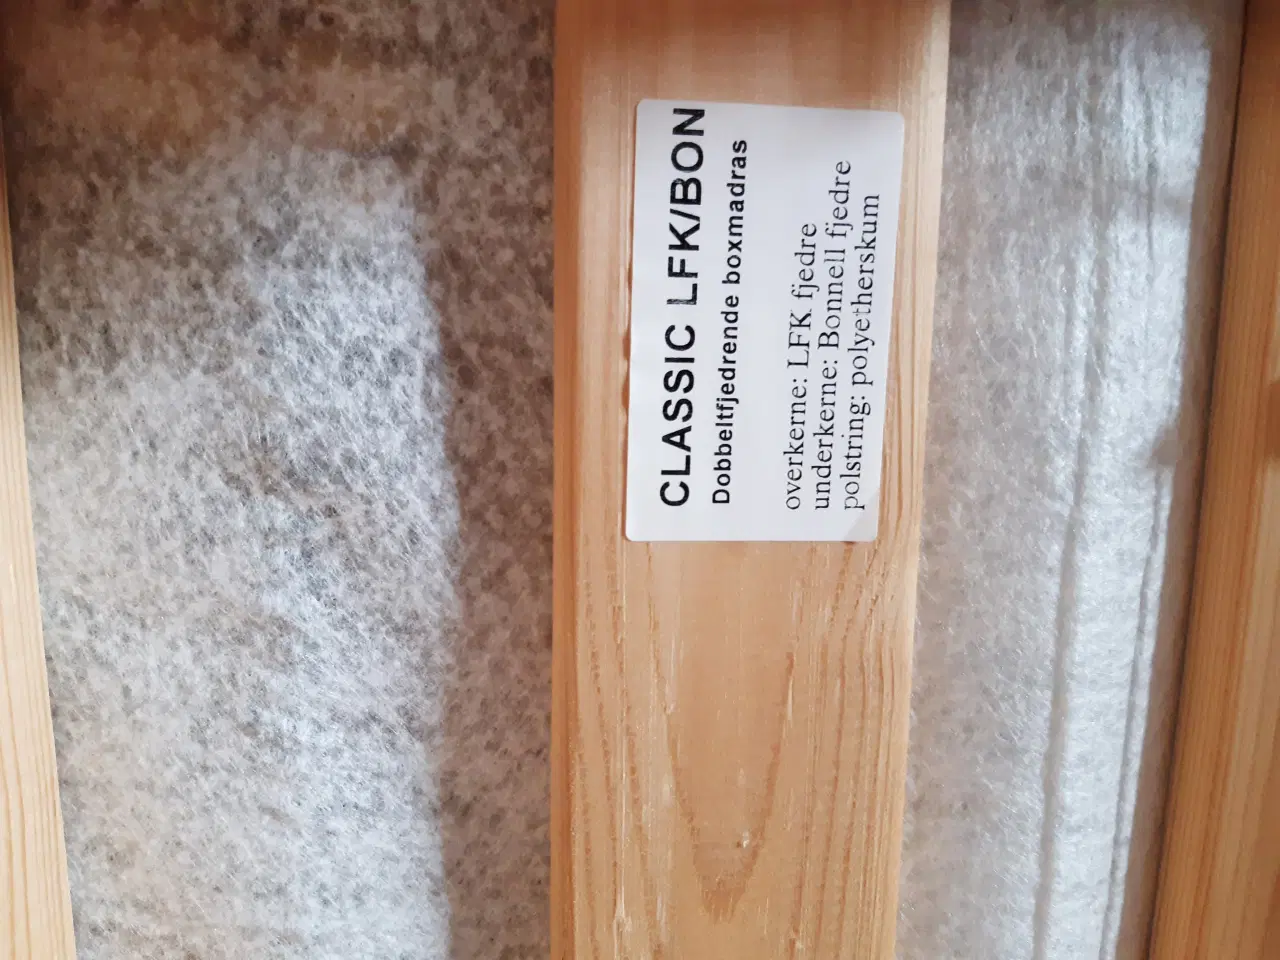 CLASSIC LFK/BON
Dobbeltfjedrende boxmadras
overkerne: LFK fjedre
underkerne: Bonnell fjedre
polstring: polyetherskum